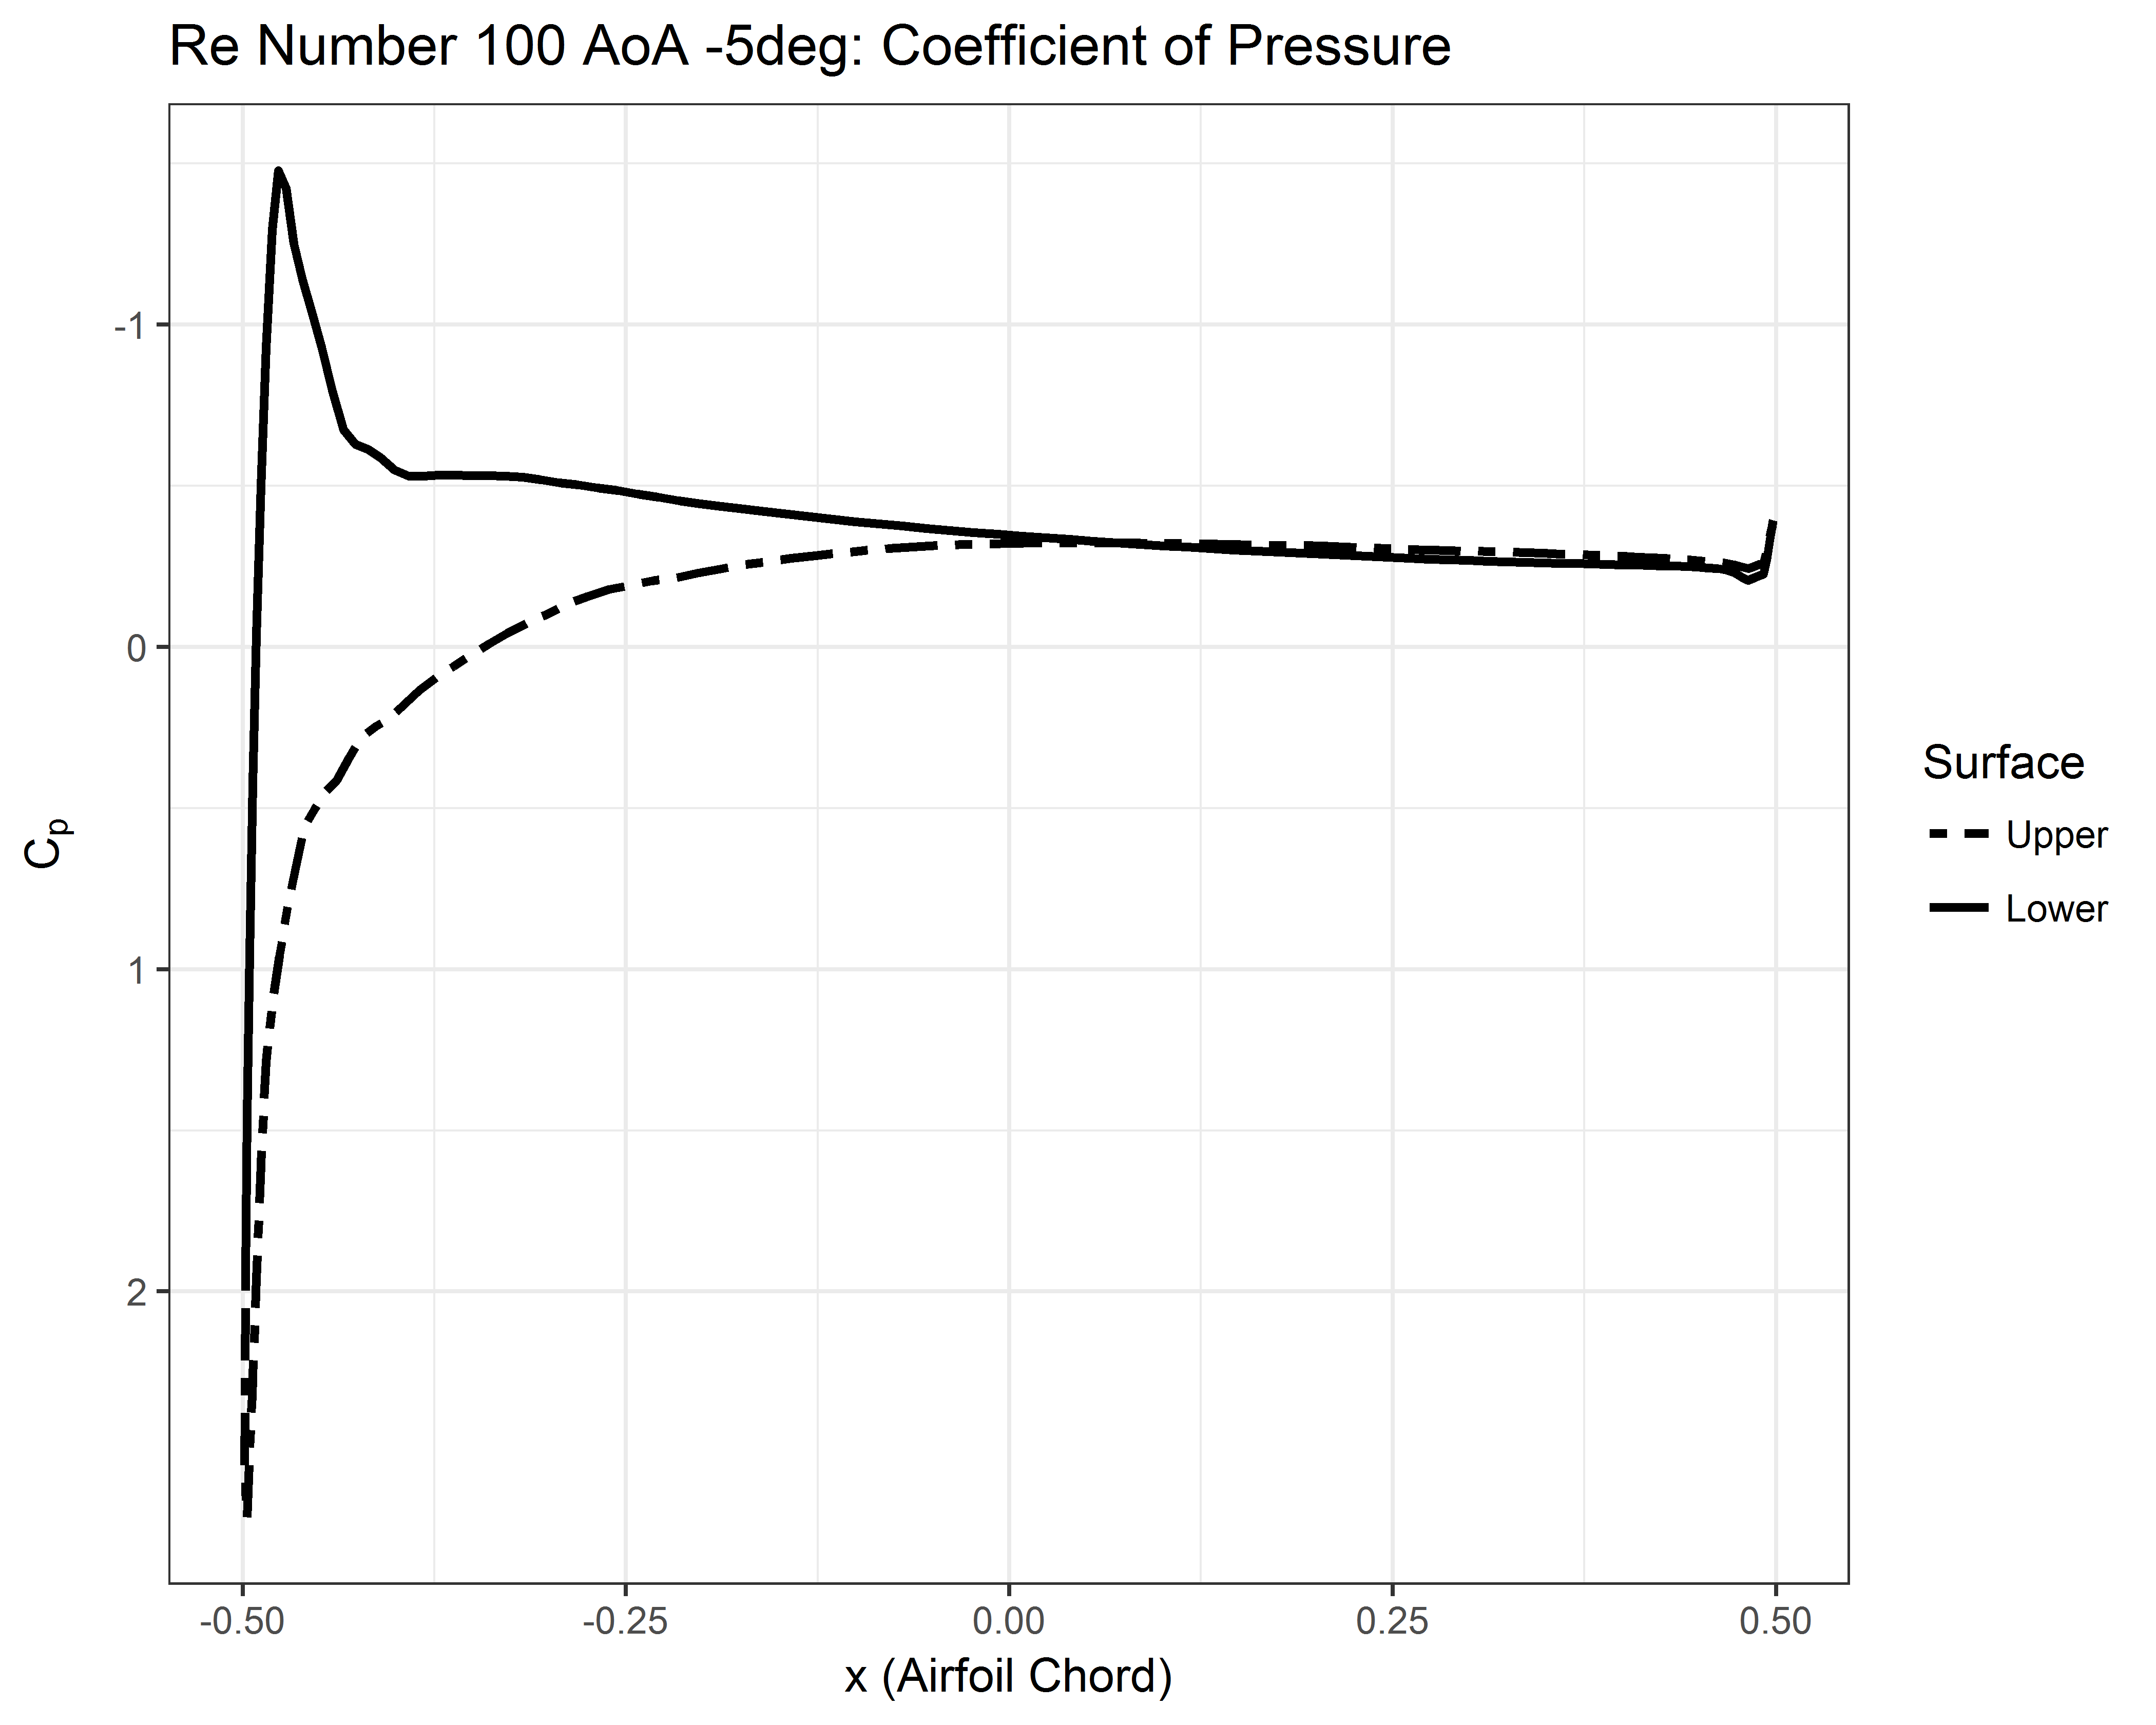 Re Number 100 AoA -5deg: Coefficient of Pressure
-1
0
1
2
Cp
-0.50
-0.25
0.00
0.25
0.50
x (Airfoil Chord)
Surface
Upper
Lower